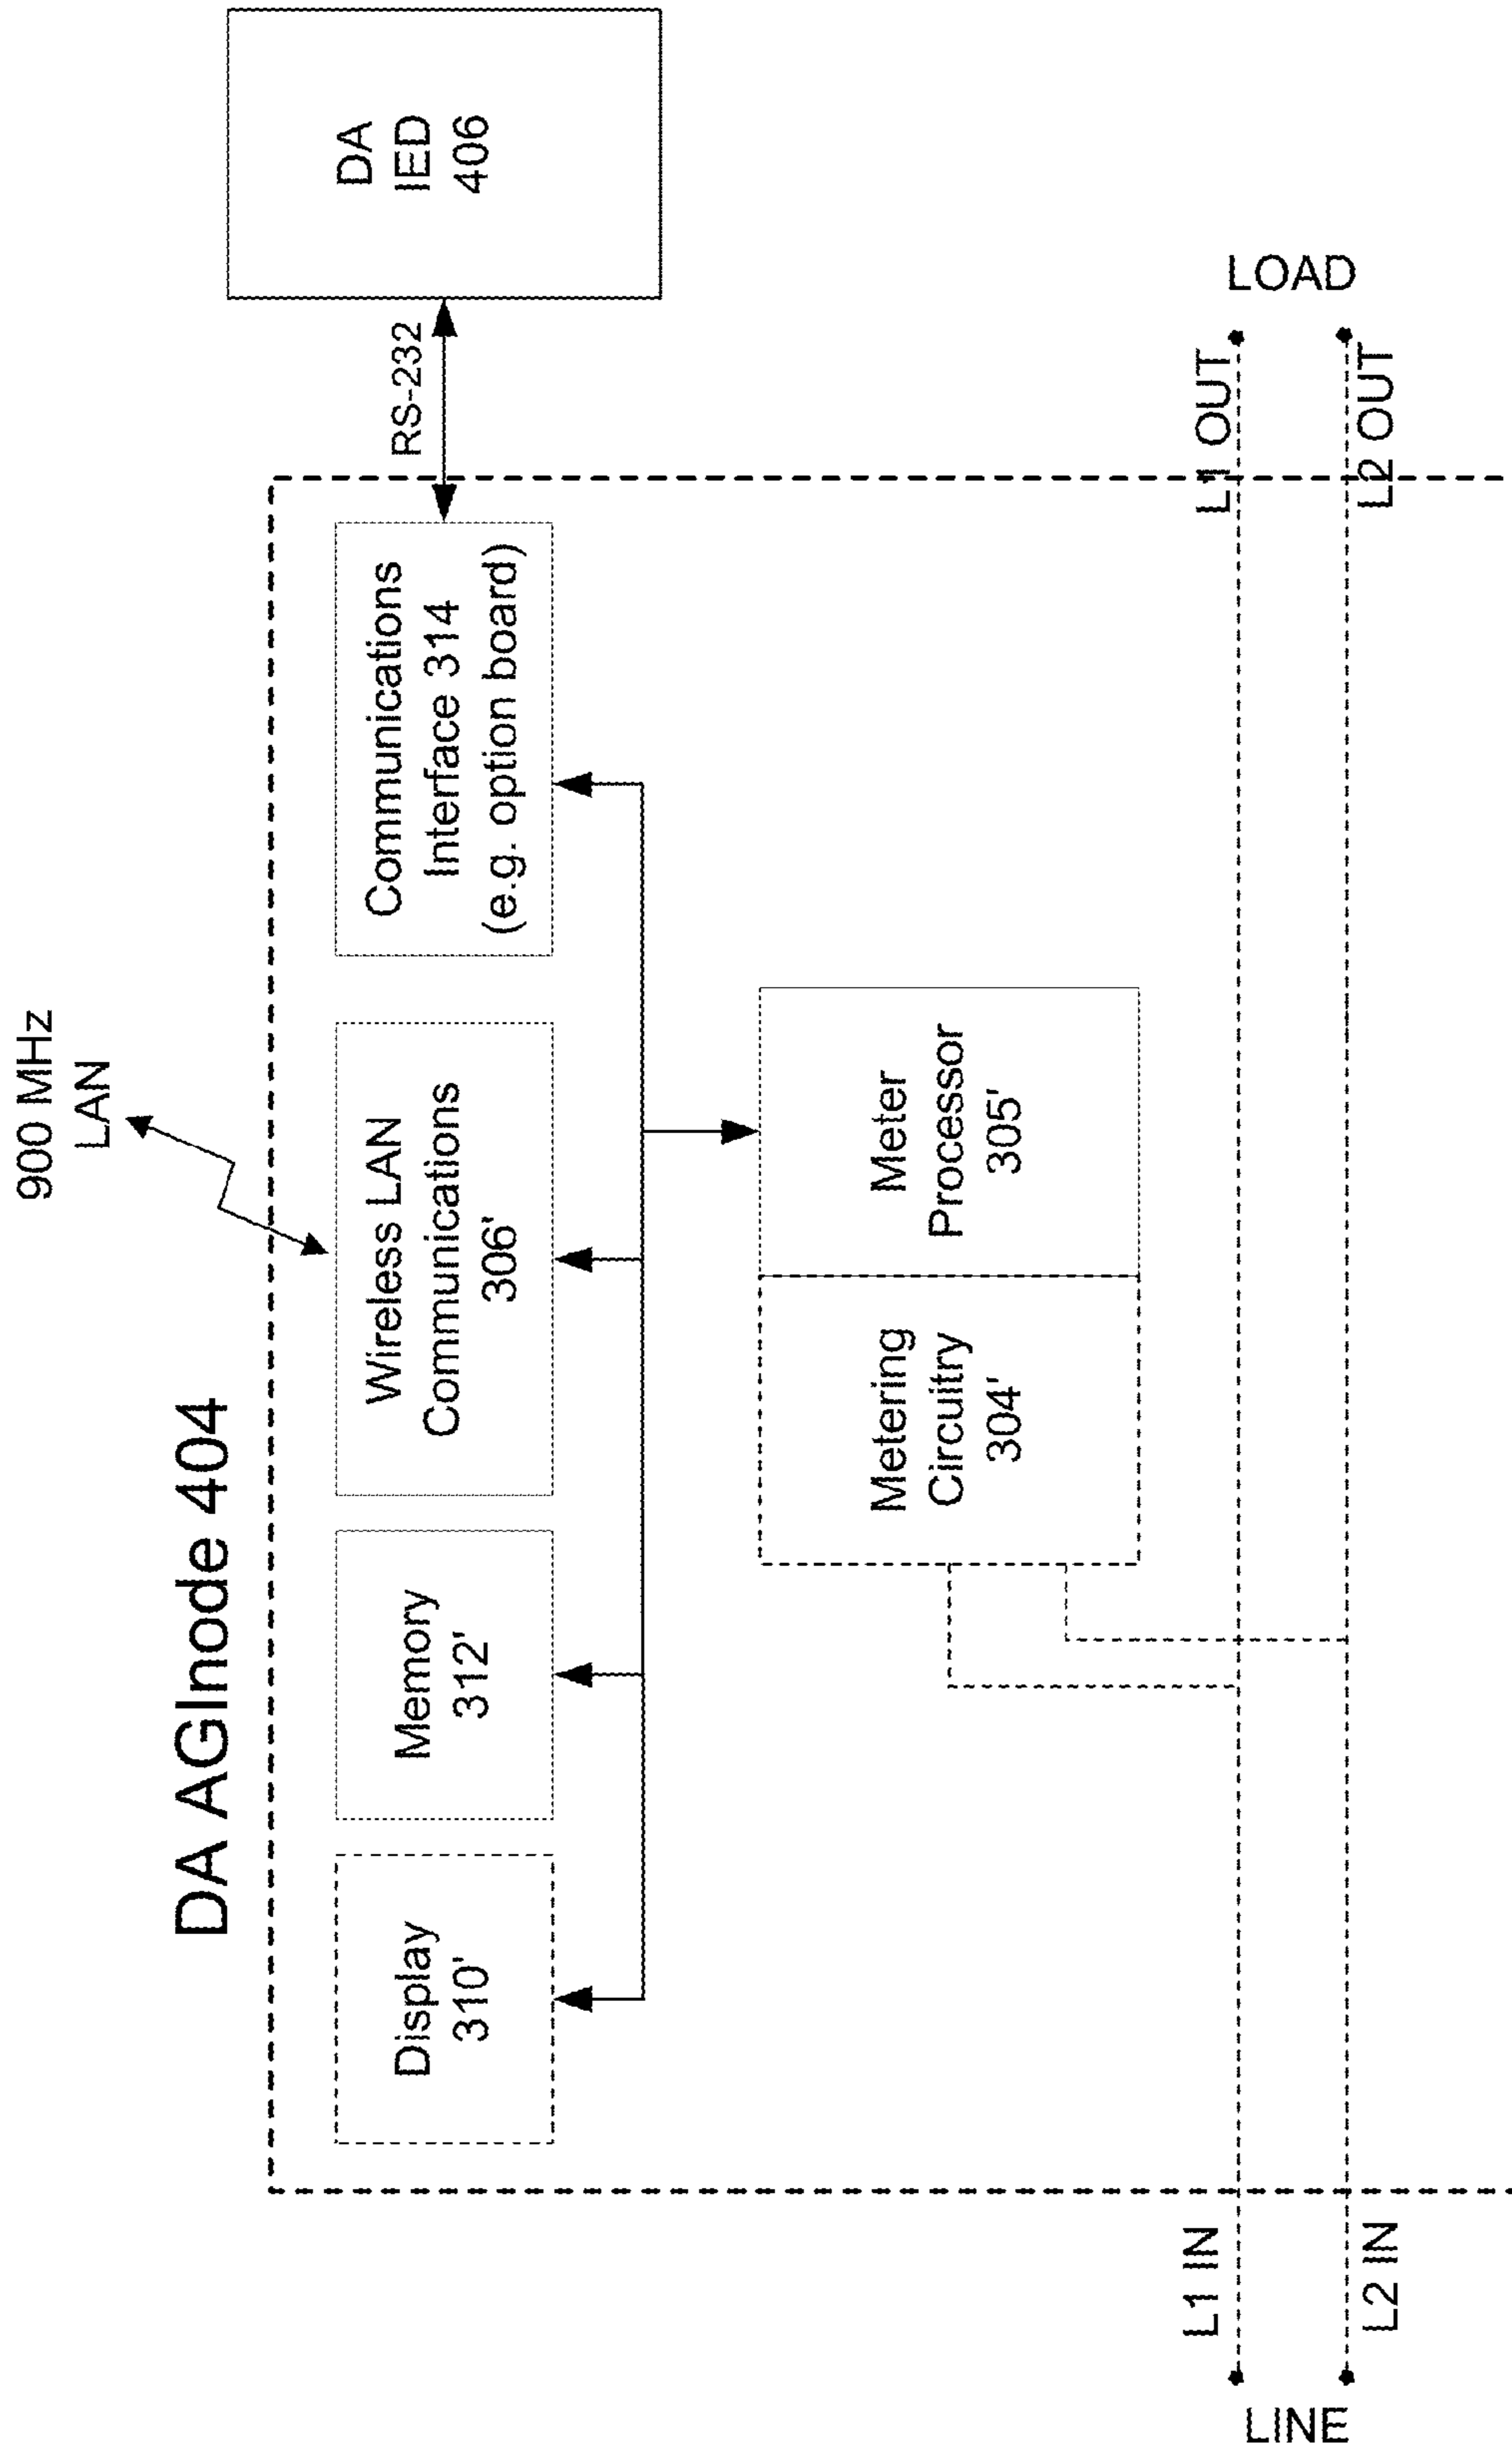 900 MHz
LAN
DA AGInode 404
Display
310'
Memory
312'
Wireless LAN
Communications
306'
Communications
Interface 314
(e.g. option board)
RS-232
DA
IED
406
Metering
Circuitry
304'
Meter
Processor
305'
L1 IN
L1 OUT
LINE
LOAD
L2 IN
L2 OUT